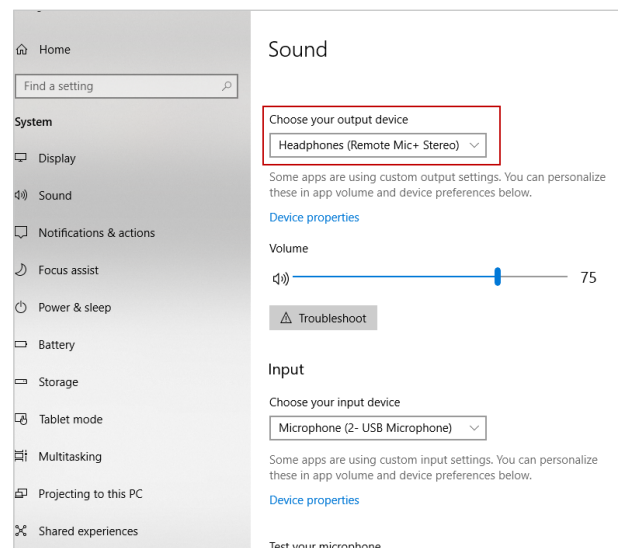 Home
Find a setting
System
Display
Sound
Notifications & actions
Focus assist
Power & sleep
Battery
Storage
Tablet mode
Multitasking
Projecting to this PC
Shared experiences
Sound
Choose your output device
Headphones (Remote Mic+ Stereo)
Some apps are using custom output settings. You can personalize
these in app volume and device preferences below.
Device properties
Volume
75
Troubleshoot
Input
Choose your input device
Microphone (2- USB Microphone)
Some apps are using custom input settings. You can personalize
these in app volume and device preferences below.
Device properties
Test your microphone